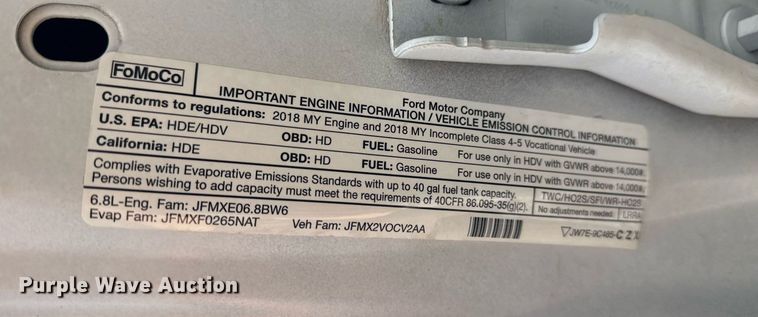 FoMoCo
Ford Motor Company
IMPORTANT ENGINE INFORMATION / VEHICLE EMISSION CONTROL INFORMATION
Conforms to regulations: 2018 MY Engine and 2018 MY Incomplete Class 4-5 Vocational Vehicle
U.S. EPA: HDE/HDV OBD: HD FUEL: Gasoline For use only in HDV with GVWR above 14,000#.
California: HDE OBD: HD FUEL: Gasoline For use only in HDV with GVWR above 14,000#.
Complies with Evaporative Emissions Standards with up to 40 gal fuel tank capacity.
Persons wishing to add capacity must meet the requirements of 40CFR 86.095-35(g)(2).
TWC/HO2S/SFI/WR-HO2S
No adjustments needed. LRRA
6.8L-Eng. Fam: JFMXE06.8BW6
Evap Fam: JFMXF0265NAT Veh Fam: JFMX2VOCV2AA
JW7E-9C485-CZX
Purple Wave Auction